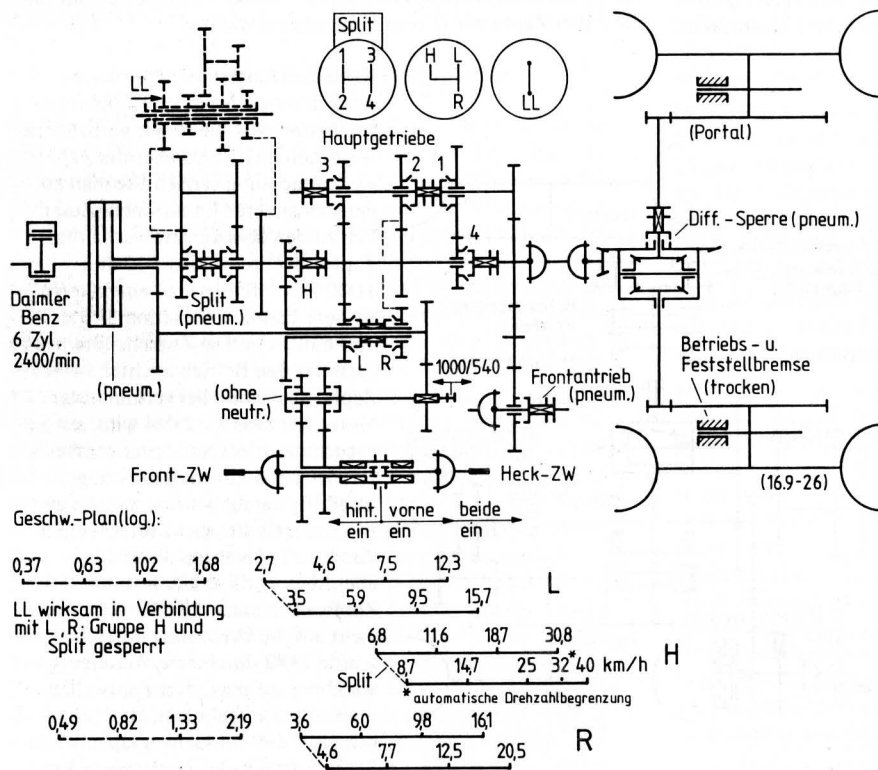 Split
1 3
2 4
H L
R
LL
LL
Hauptgetriebe
3 2 1
4
(Portal)
Diff.-Sperre (pneum.)
H
Split
(pneum.)
Daimler
Benz
6 Zyl.
2400/min
(pneum.)
L R
(ohne
neutr.)
1000/540
Frontantrieb
(pneum.)
Betriebs- u.
Feststellbremse
(trocken)
(16.9-26)
Front-ZW
Heck-ZW
hint. vorne beide
ein ein ein
Geschw.-Plan(log.):
0,37 0,63 1,02 1,68 2,7 4,6 7,5 12,3
L
3,5 5,9 9,5 15,7
LL wirksam in Verbindung
mit L, R; Gruppe H und
Split gesperrt
6,8 11,6 18,7 30,8
H
Split
8,7 14,7 25 32* 40 km/h
* automatische Drehzahlbegrenzung
0,49 0,82 1,33 2,19 3,6 6,0 9,8 16,1
R
4,6 7,7 12,5 20,5